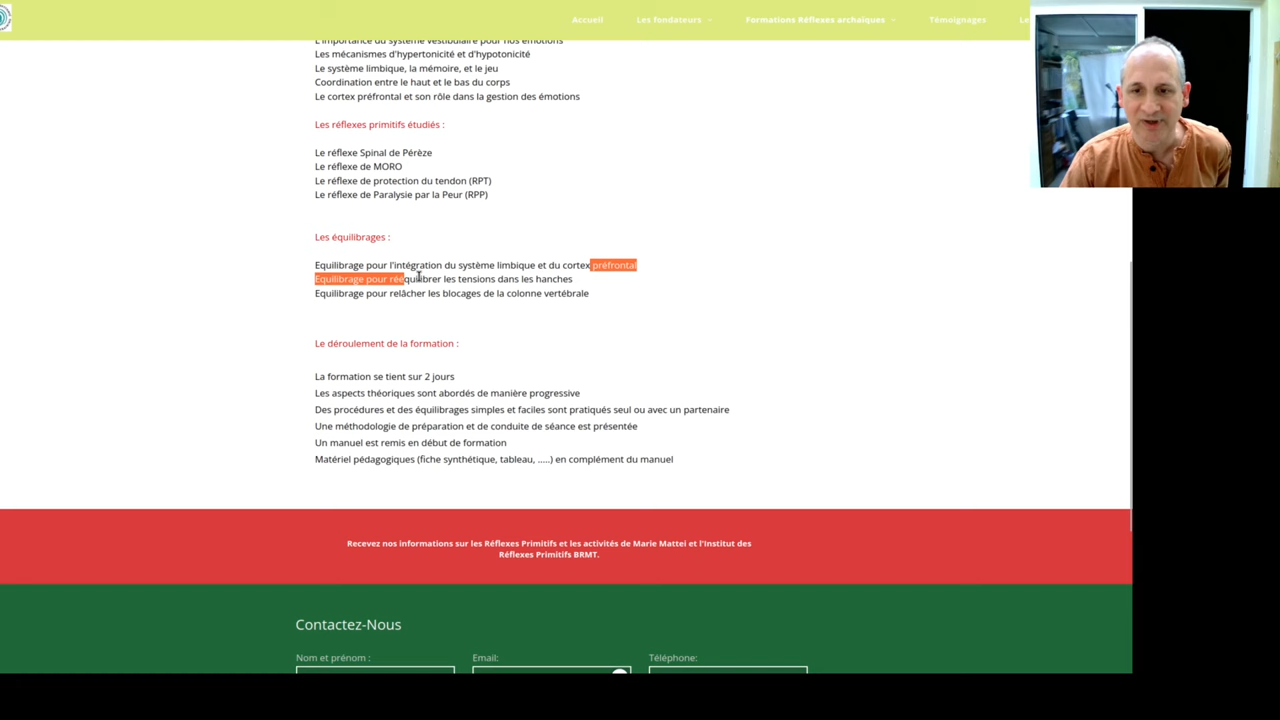 Accueil
Les fondateurs
Formations Réflexes archaïques
Témoignages
Le
L'importance du système vestibulaire pour nos émotions
Les mécanismes d'hypertonicité et d'hypotonicité
Le système limbique, la mémoire, et le jeu
Coordination entre le haut et le bas du corps
Le cortex préfrontal et son rôle dans la gestion des émotions
Les réflexes primitifs étudiés :
Le réflexe Spinal de Pérèze
Le réflexe de MORO
Le réflexe de protection du tendon (RPT)
Le réflexe de Paralysie par la Peur (RPP)
Les équilibrages :
Equilibrage pour l'intégration du système limbique et du cortex préfrontal
Equilibrage pour rééquilibrer les tensions dans les hanches
Equilibrage pour relâcher les blocages de la colonne vertébrale
Le déroulement de la formation :
La formation se tient sur 2 jours
Les aspects théoriques sont abordés de manière progressive
Des procédures et des équilibrages simples et faciles sont pratiqués seul ou avec un partenaire
Une méthodologie de préparation et de conduite de séance est présentée
Un manuel est remis en début de formation
Matériel pédagogiques (fiche synthétique, tableau, .....) en complément du manuel
Recevez nos informations sur les Réflexes Primitifs et les activités de Marie Mattei et l'Institut des
Réflexes Primitifs BRMT.
Contactez-Nous
Nom et prénom :
Email:
Téléphone: